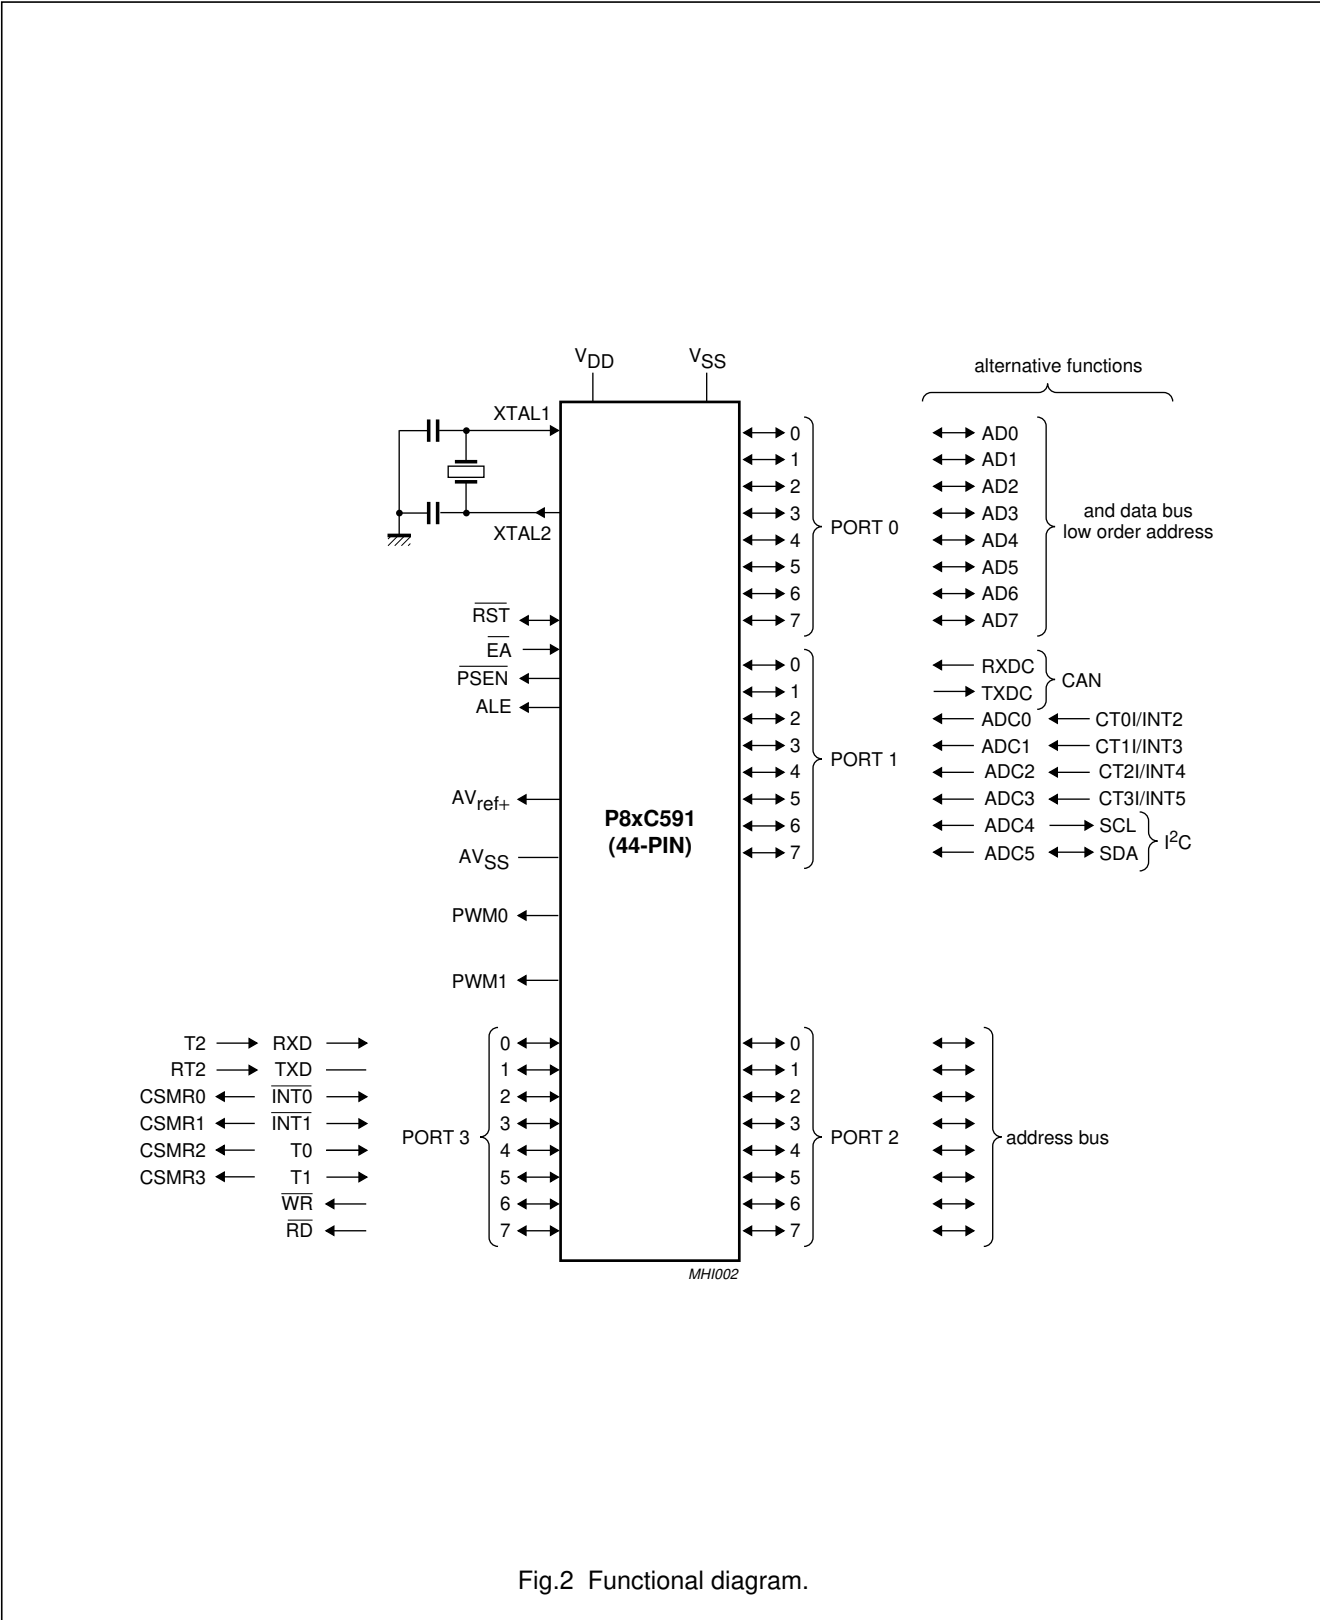 VDD VSS
alternative functions
XTAL1
XTAL2
RST
EA
PSEN
ALE
AVref+
AVSS
PWM0
PWM1
P8xC591
(44-PIN)
0 AD0
1 AD1
2 AD2
3 AD3
4 AD4
5 AD5
6 AD6
7 AD7
PORT 0
and data bus
low order address
0 RXDC
1 TXDC
CAN
2 ADC0 CT0I/INT2
3 ADC1 CT1I/INT3
4 ADC2 CT2I/INT4
5 ADC3 CT3I/INT5
6 ADC4 SCL
7 ADC5 SDA
PORT 1
I2C
T2 RXD 0
RT2 TXD 1
CSMR0 INT0 2
CSMR1 INT1 3
CSMR2 T0 4
CSMR3 T1 5
WR 6
RD 7
PORT 3
0
1
2
3
4
5
6
7
PORT 2
address bus
MHI002
Fig.2 Functional diagram.